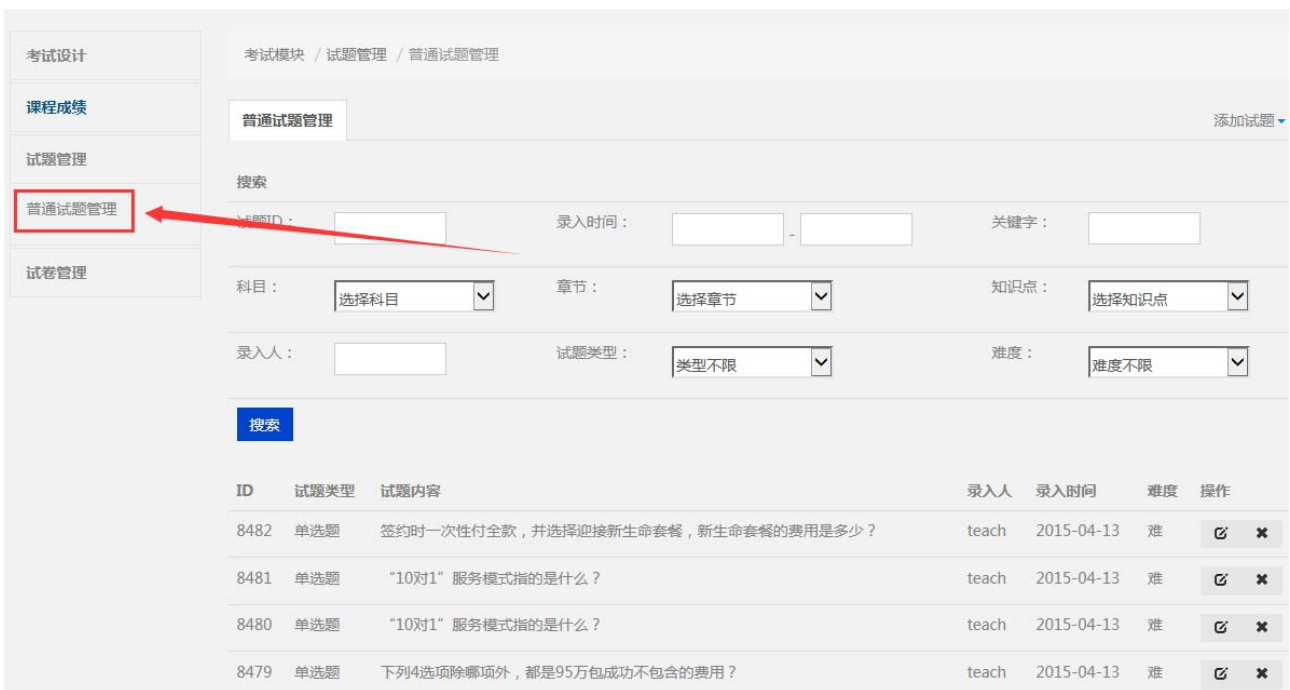 考试设计
课程成绩
试题管理
普通试题管理
试卷管理
考试模块 / 试题管理 / 普通试题管理
普通试题管理 添加试题
搜索
试题ID： 录入时间： - 关键字：
科目： 选择科目 章节： 选择章节 知识点： 选择知识点
录入人： 试题类型： 类型不限 难度： 难度不限
搜索
ID 试题类型 试题内容 录入人 录入时间 难度 操作
8482 单选题 签约时一次性付全款，并选择迎接新生命套餐，新生命套餐的费用是多少？ teach 2015-04-13 难
8481 单选题 “10对1”服务模式指的是什么？ teach 2015-04-13 难
8480 单选题 “10对1”服务模式指的是什么？ teach 2015-04-13 难
8479 单选题 下列4选项除哪项外，都是95万包成功不包含的费用？ teach 2015-04-13 难